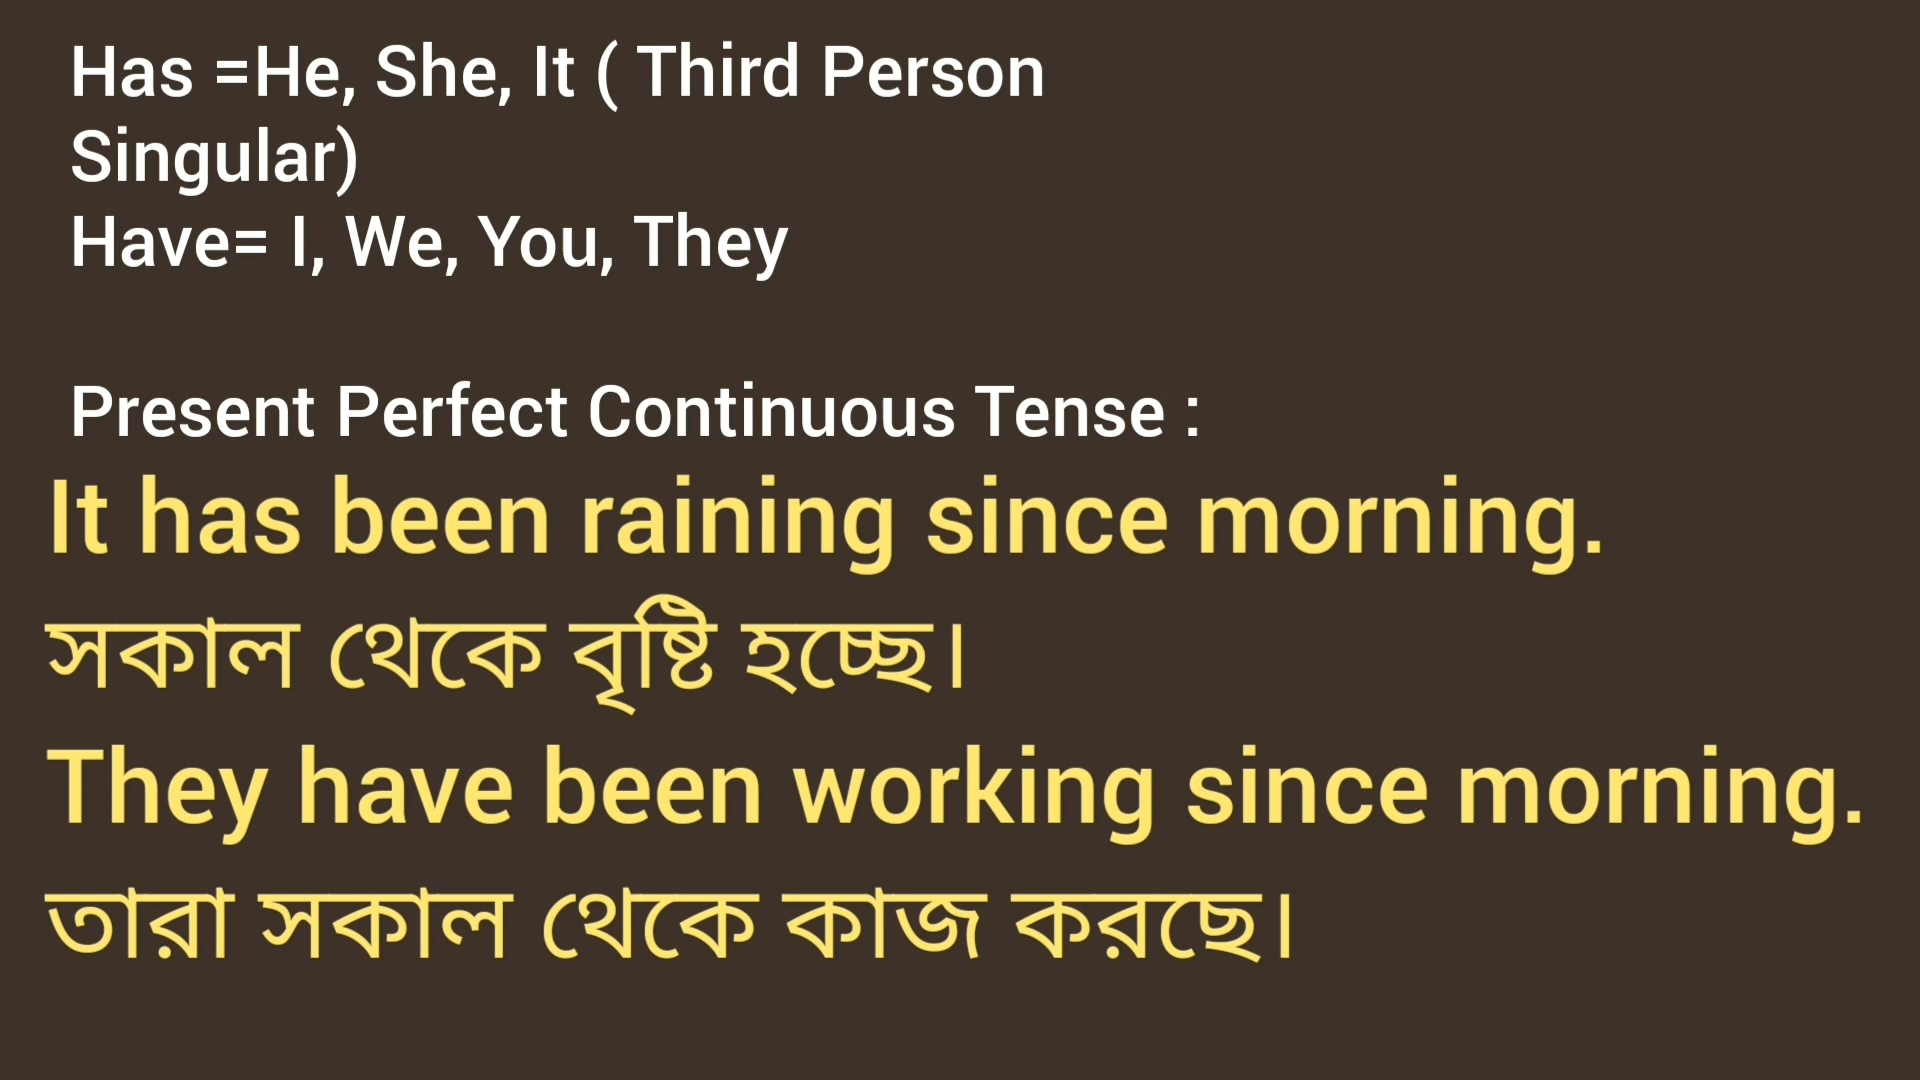 Has =He, She, It ( Third Person
Singular)
Have= I, We, You, They
Present Perfect Continuous Tense :
It has been raining since morning.
সকাল থেকে বৃষ্টি হচ্ছে।
They have been working since morning.
তারা সকাল থেকে কাজ করছে।